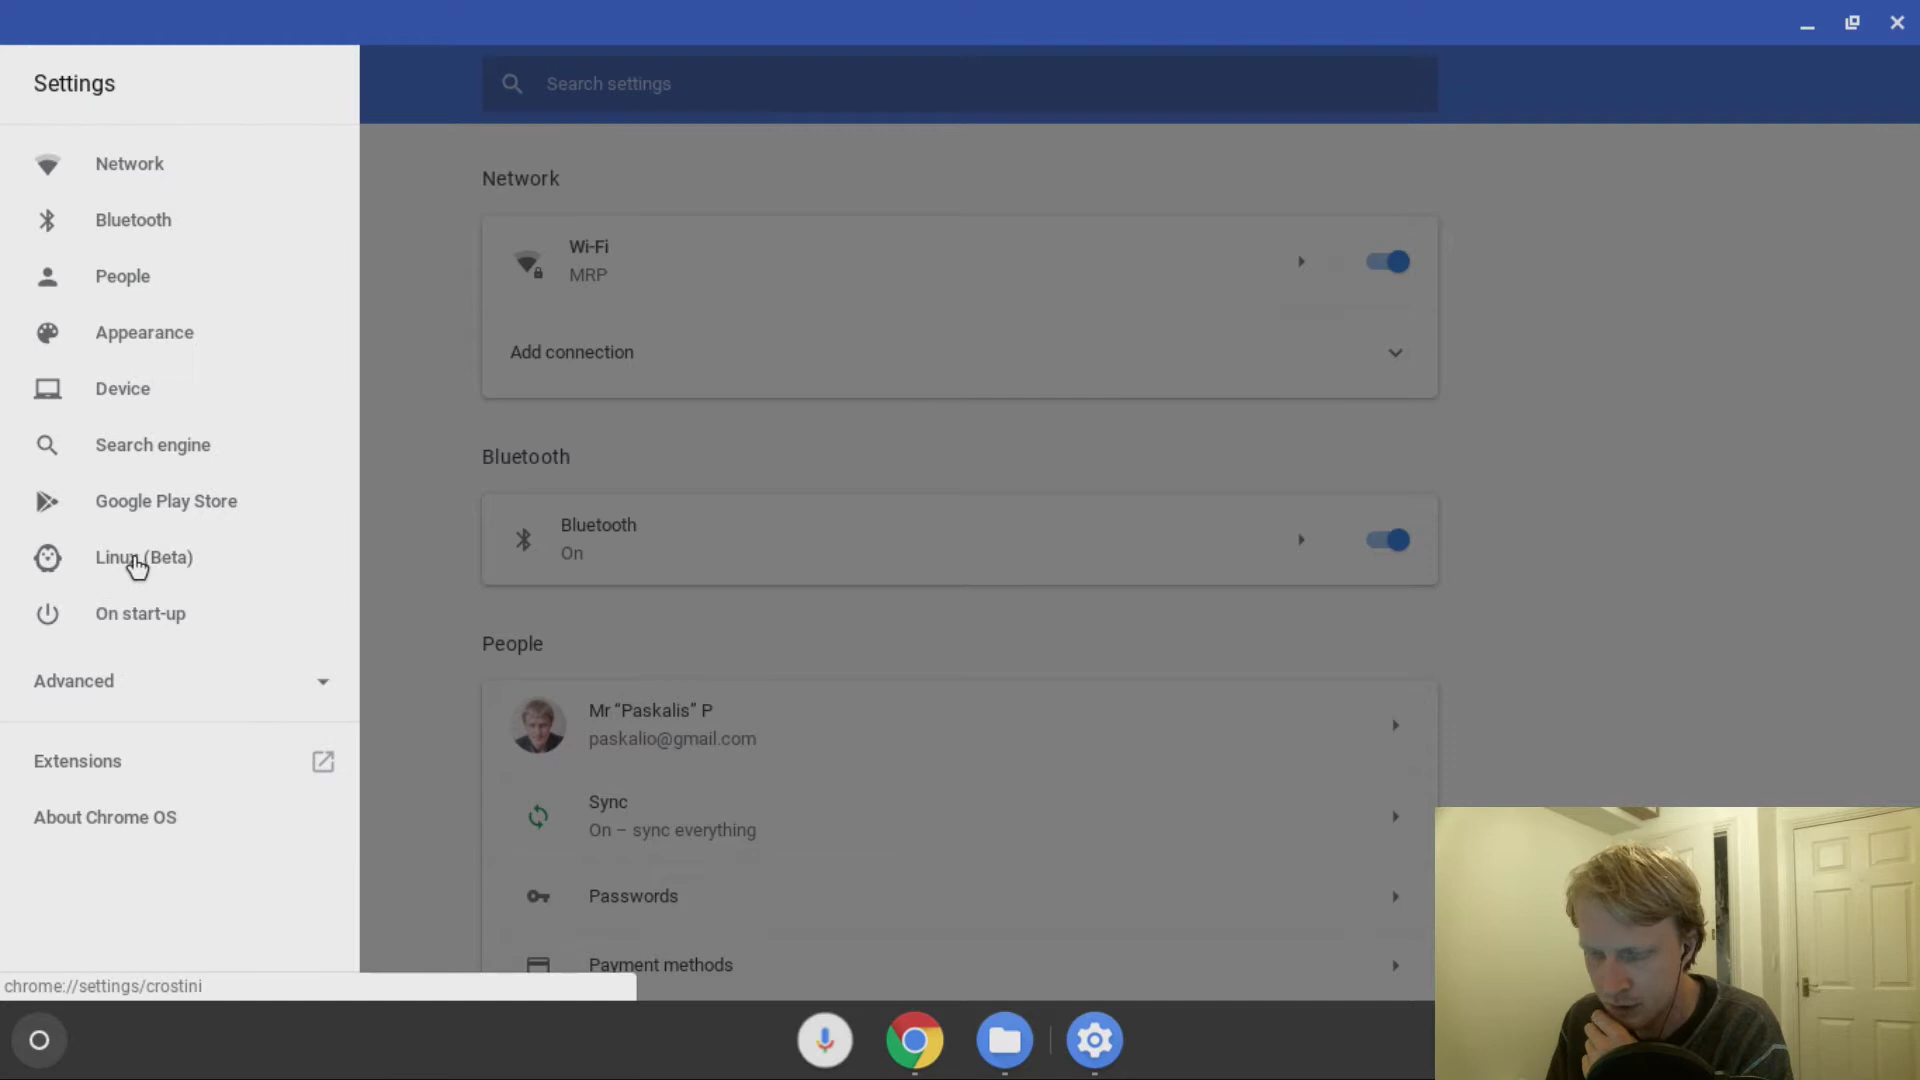 Settings
Search settings
Network
Bluetooth
People
Appearance
Device
Search engine
Google Play Store
Linux (Beta)
On start-up
Advanced
Extensions
About Chrome OS
chrome://settings/crostini
Network
Wi-Fi
MRP
Add connection
Bluetooth
Bluetooth
On
People
Mr “Paskalis” P
paskalio@gmail.com
Sync
On – sync everything
Passwords
Payment methods